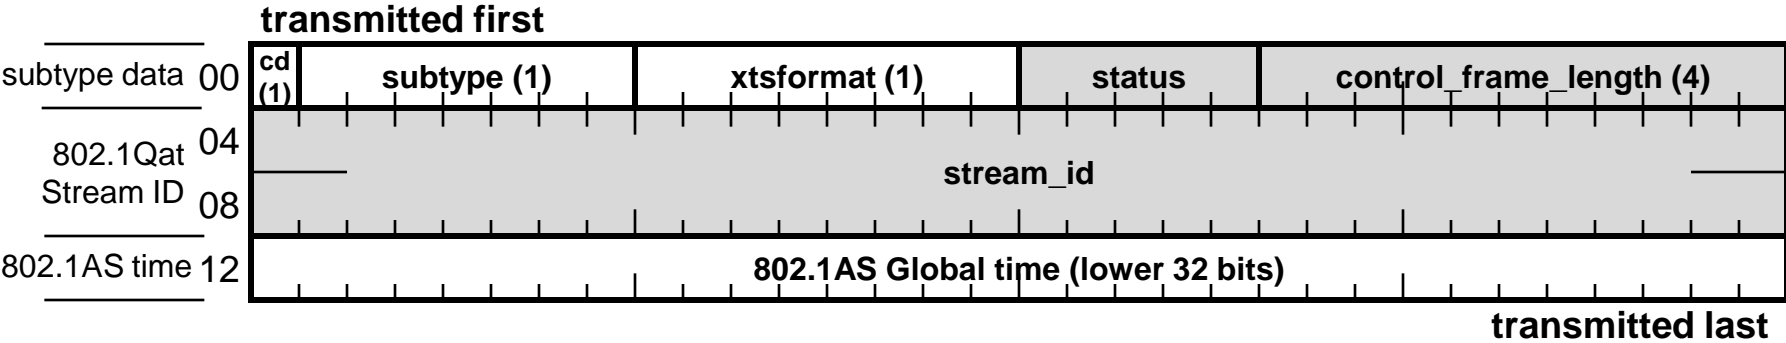 transmitted first
subtype data 00 cd (1) subtype (1) xtsformat (1) status control_frame_length (4)
802.1Qat 04
Stream ID stream_id
08
802.1AS time 12 802.1AS Global time (lower 32 bits)
transmitted last